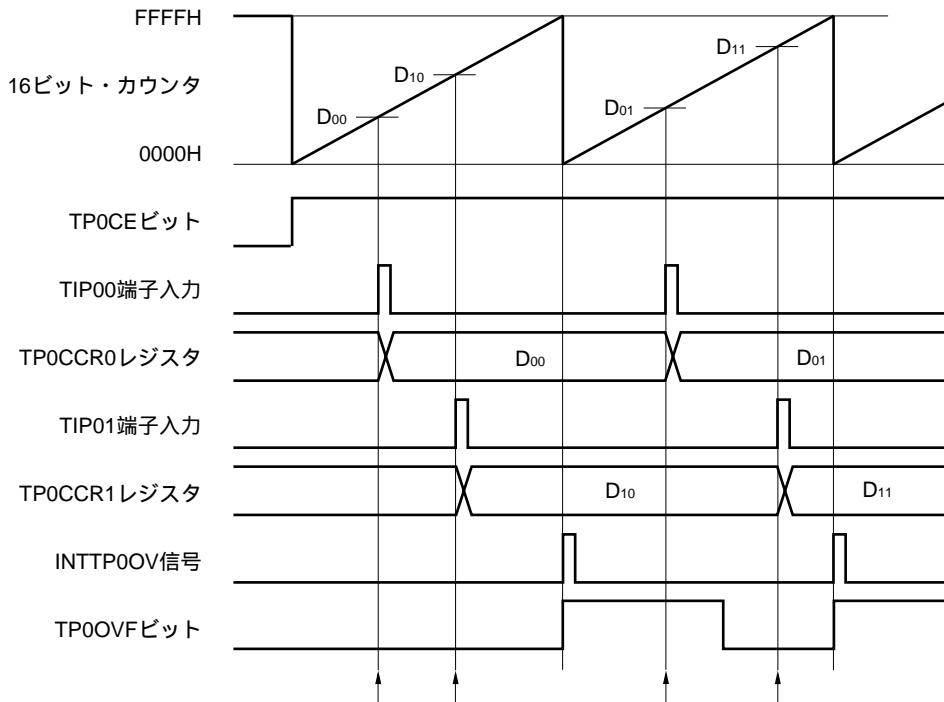 FFFFH
D11
D10
16ビット・カウンタ
D01
D00
0000H
TP0CEビット
TIP00端子入力
TP0CCR0レジスタ
D00
D01
TIP01端子入力
TP0CCR1レジスタ
D10
D11
INTTP0OV信号
TP0OVFビット